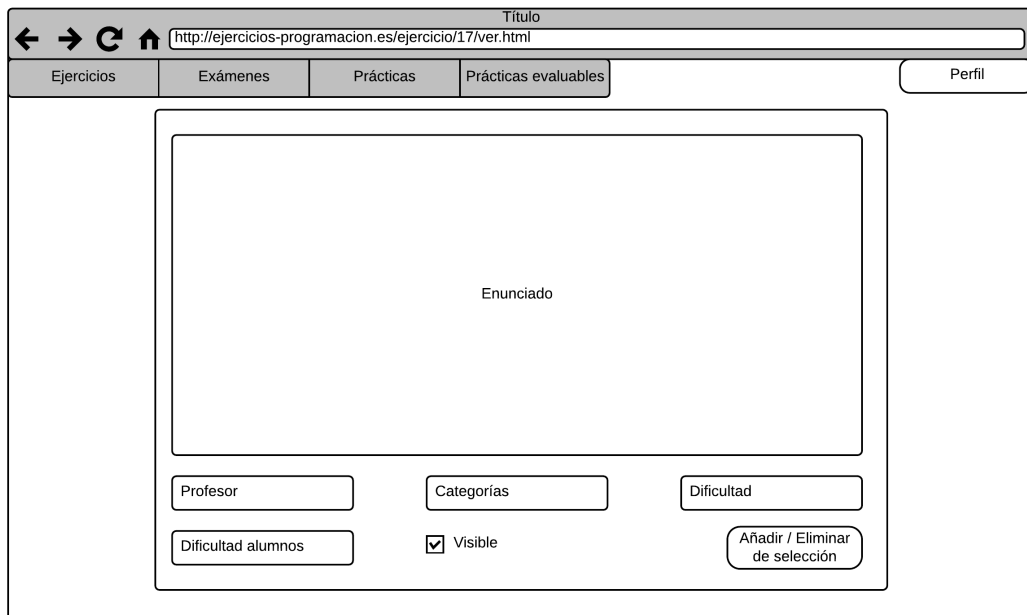 Título
http://ejercicios-programacion.es/ejercicio/17/ver.html
Ejercicios
Exámenes
Prácticas
Prácticas evaluables
Perfil
Enunciado
Profesor
Categorías
Dificultad
Dificultad alumnos
Visible
Añadir / Eliminar
de selección